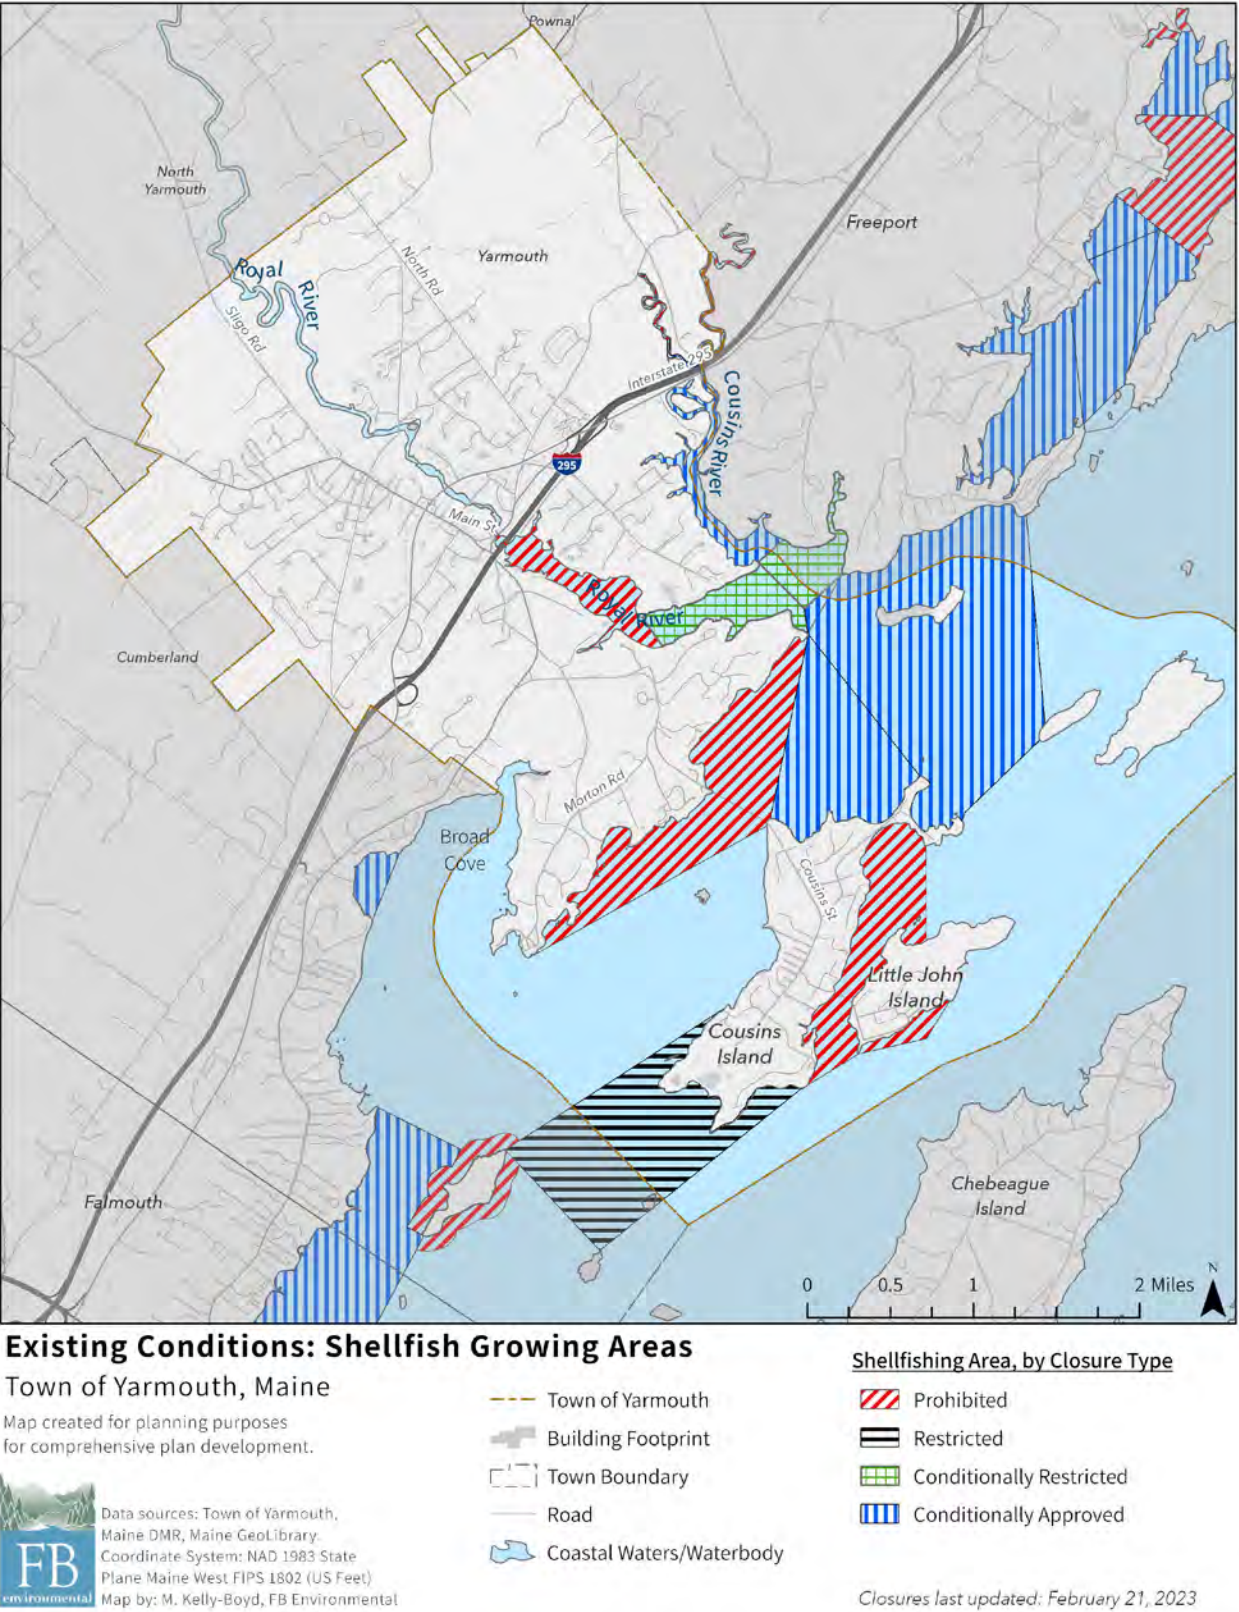 Pownal
North
Yarmouth
Yarmouth
Freeport
North Rd
Royal
River
Sligo Rd
Interstate 295
Cousins River
295
Main St
Royal River
Cumberland
Morton Rd
Broad
Cove
Cousins St
Little John
Island
Cousins
Island
Chebeague
Island
Falmouth
0 0.5 1 2 Miles
N
Existing Conditions: Shellfish Growing Areas
Town of Yarmouth, Maine
Map created for planning purposes
for comprehensive plan development.
FB
environmental
Data sources: Town of Yarmouth,
Maine DMR, Maine GeoLibrary.
Coordinate System: NAD 1983 State
Plane Maine West FIPS 1802 (US Feet)
Map by: M. Kelly-Boyd, FB Environmental
Town of Yarmouth
Building Footprint
Town Boundary
Road
Coastal Waters/Waterbody
Shellfishing Area, by Closure Type
Prohibited
Restricted
Conditionally Restricted
Conditionally Approved
Closures last updated: February 21, 2023